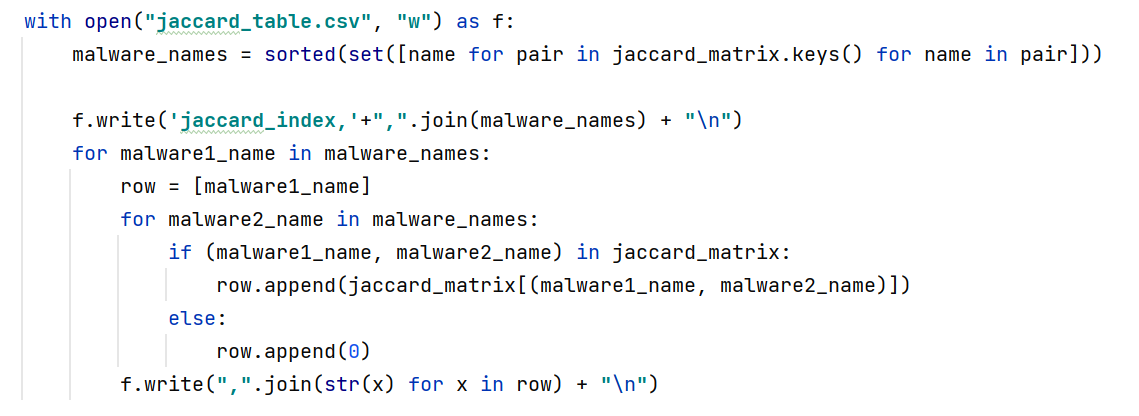 with open("jaccard_table.csv", "w") as f:
    malware_names = sorted(set([name for pair in jaccard_matrix.keys() for name in pair]))

    f.write('jaccard_index,'+",".join(malware_names) + "\n")
    for malware1_name in malware_names:
        row = [malware1_name]
        for malware2_name in malware_names:
            if (malware1_name, malware2_name) in jaccard_matrix:
                row.append(jaccard_matrix[(malware1_name, malware2_name)])
            else:
                row.append(0)
        f.write(",".join(str(x) for x in row) + "\n")